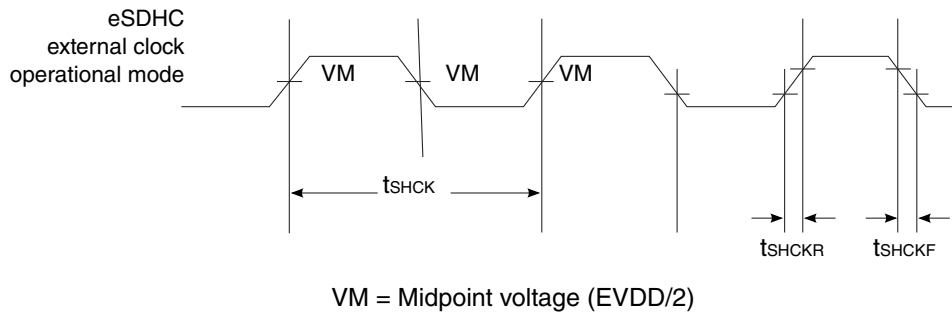 eSDHC
external clock
operational mode
VM VM VM
tSHCK
tSHCKR tSHCKF
VM = Midpoint voltage (EVDD/2)